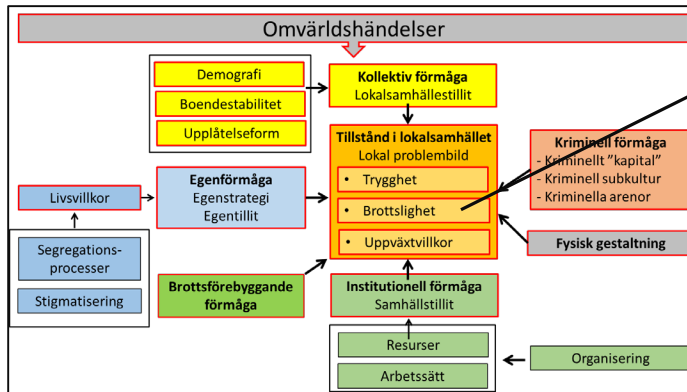 Omvärldshändelser
Demografi
Boendestabilitet
Upplåtelseform
Kollektiv förmåga
Lokalsamhällestillit
Tillstånd i lokalsamhället
Lokal problembild
• Trygghet
• Brottslighet
• Uppväxtvillkor
Kriminell förmåga
- Kriminellt ”kapital”
- Kriminell subkultur
- Kriminella arenor
Egenförmåga
Egenstrategi
Egentillit
Livsvillkor
Segregations-
processer
Stigmatisering
Fysisk gestaltning
Brottsförebyggande
förmåga
Institutionell förmåga
Samhällstillit
Resurser
Arbetssätt
Organisering